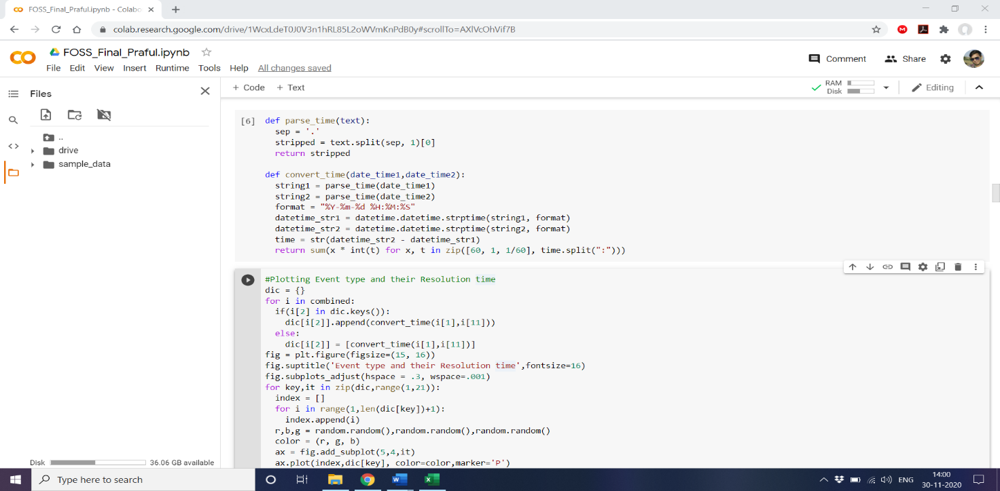 FOSS_Final_Praful.ipynb - Colabo
colab.research.google.com/drive/1WcxLdeT0J0V3n1hRL85L2oWVmKnPdB0y#scrollTo=AXlVcOhVif7B
FOSS_Final_Praful.ipynb
File Edit View Insert Runtime Tools Help All changes saved
Comment Share
Files
+ Code + Text
RAM
Disk
Editing
..
drive
sample_data
[6] def parse_time(text):
sep = '.'
stripped = text.split(sep, 1)[0]
return stripped
def convert_time(date_time1,date_time2):
string1 = parse_time(date_time1)
string2 = parse_time(date_time2)
format = "%Y-%m-%d %H:%M:%S"
datetime_str1 = datetime.datetime.strptime(string1, format)
datetime_str2 = datetime.datetime.strptime(string2, format)
time = str(datetime_str2 - datetime_str1)
return sum(x * int(t) for x, t in zip([60, 1, 1/60], time.split(":")))
#Plotting Event type and their Resolution time
dic = {}
for i in combined:
if(i[2] in dic.keys()):
dic[i[2]].append(convert_time(i[1],i[11]))
else:
dic[i[2]] = [convert_time(i[1],i[11])]
fig = plt.figure(figsize=(15, 16))
fig.suptitle('Event type and their Resolution time',fontsize=16)
fig.subplots_adjust(hspace = .3, wspace=.001)
for key,it in zip(dic,range(1,21)):
index = []
for i in range(1,len(dic[key])+1):
index.append(i)
r,b,g = random.random(),random.random(),random.random()
color = (r, g, b)
ax = fig.add_subplot(5,4,it)
ax.plot(index,dic[key], color=color,marker='P')
Disk 36.06 GB available
Type here to search
ENG
14:00
30-11-2020